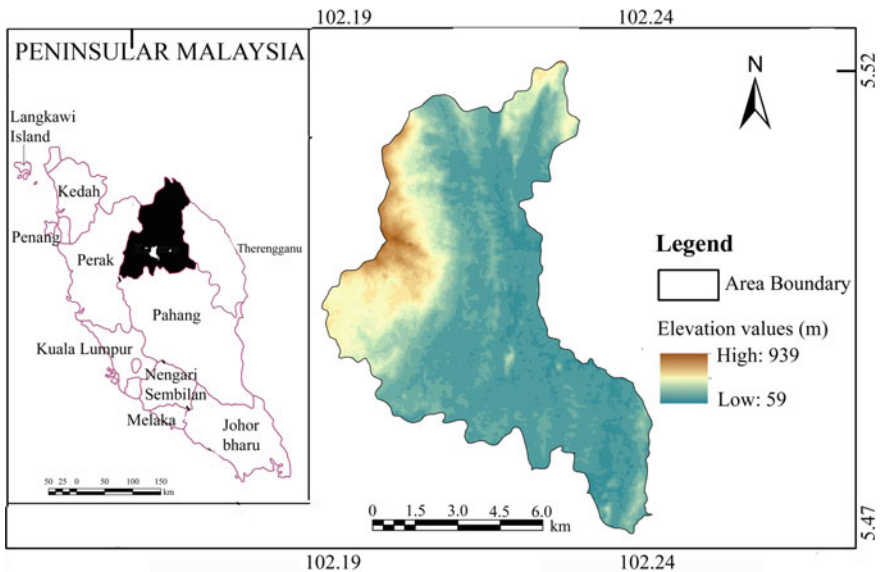 102.19
102.24
PENINSULAR MALAYSIA
Langkawi
Island
Kedah
Penang
Perak
Therengganu
Pahang
Kuala Lumpur
Nengari
Sembilan
Melaka
Johor
bharu
50 25 0 50 100 150
km
N
5.52
Legend
Area Boundary
Elevation values (m)
High: 939
Low: 59
0 1.5 3.0 4.5 6.0
km
5.47
102.19
102.24